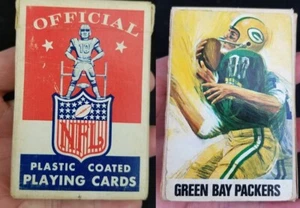 OFFICIAL
NFL
PLASTIC COATED
PLAYING CARDS
GREEN BAY PACKERS